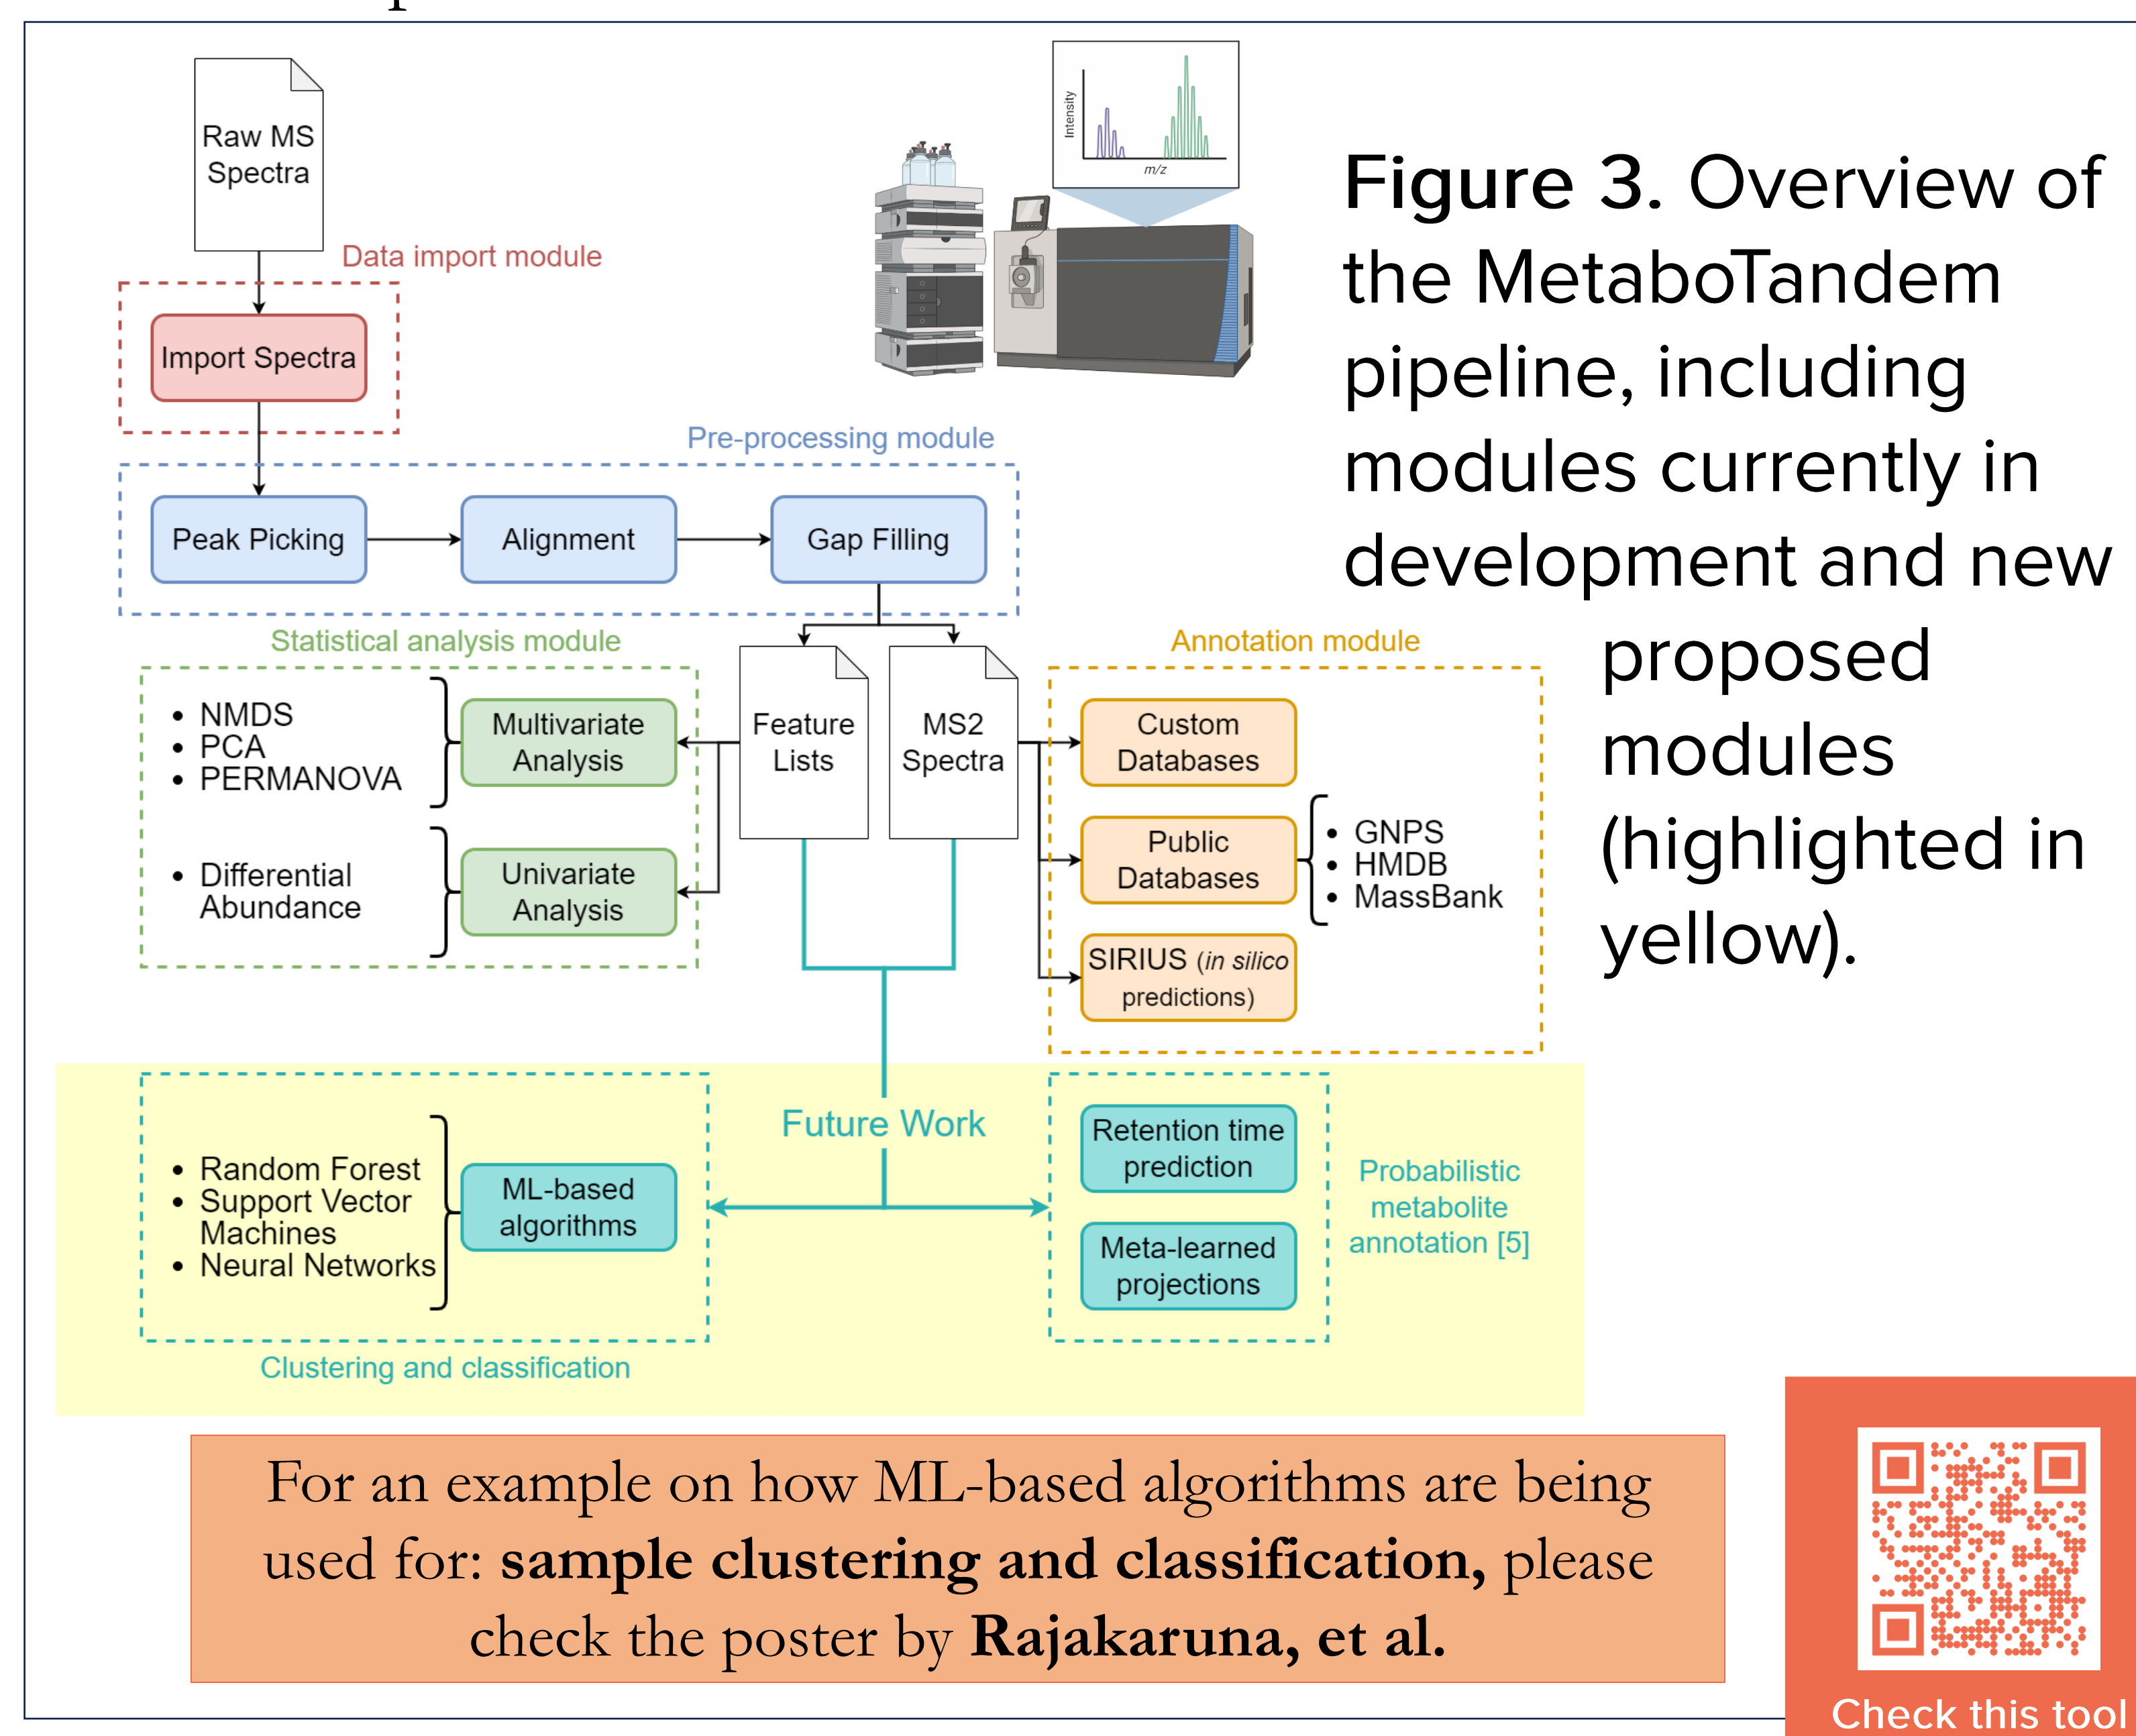 Raw MS
Spectra
Data import module
Import Spectra
Intensity
m/z
Figure 3. Overview of
the MetaboTandem
pipeline, including
modules currently in
development and new
proposed
modules
(highlighted in
yellow).
Pre-processing module
Peak Picking
Alignment
Gap Filling
Statistical analysis module
• NMDS
• PCA
• PERMANOVA
Multivariate
Analysis
• Differential
Abundance
Univariate
Analysis
Feature
Lists
MS2
Spectra
Annotation module
Custom
Databases
Public
Databases
• GNPS
• HMDB
• MassBank
SIRIUS (in silico
predictions)
Future Work
• Random Forest
• Support Vector
Machines
• Neural Networks
ML-based
algorithms
Clustering and classification
Retention time
prediction
Meta-learned
projections
Probabilistic
metabolite
annotation [5]
For an example on how ML-based algorithms are being
used for: sample clustering and classification, please
check the poster by Rajakaruna, et al.
Check this tool